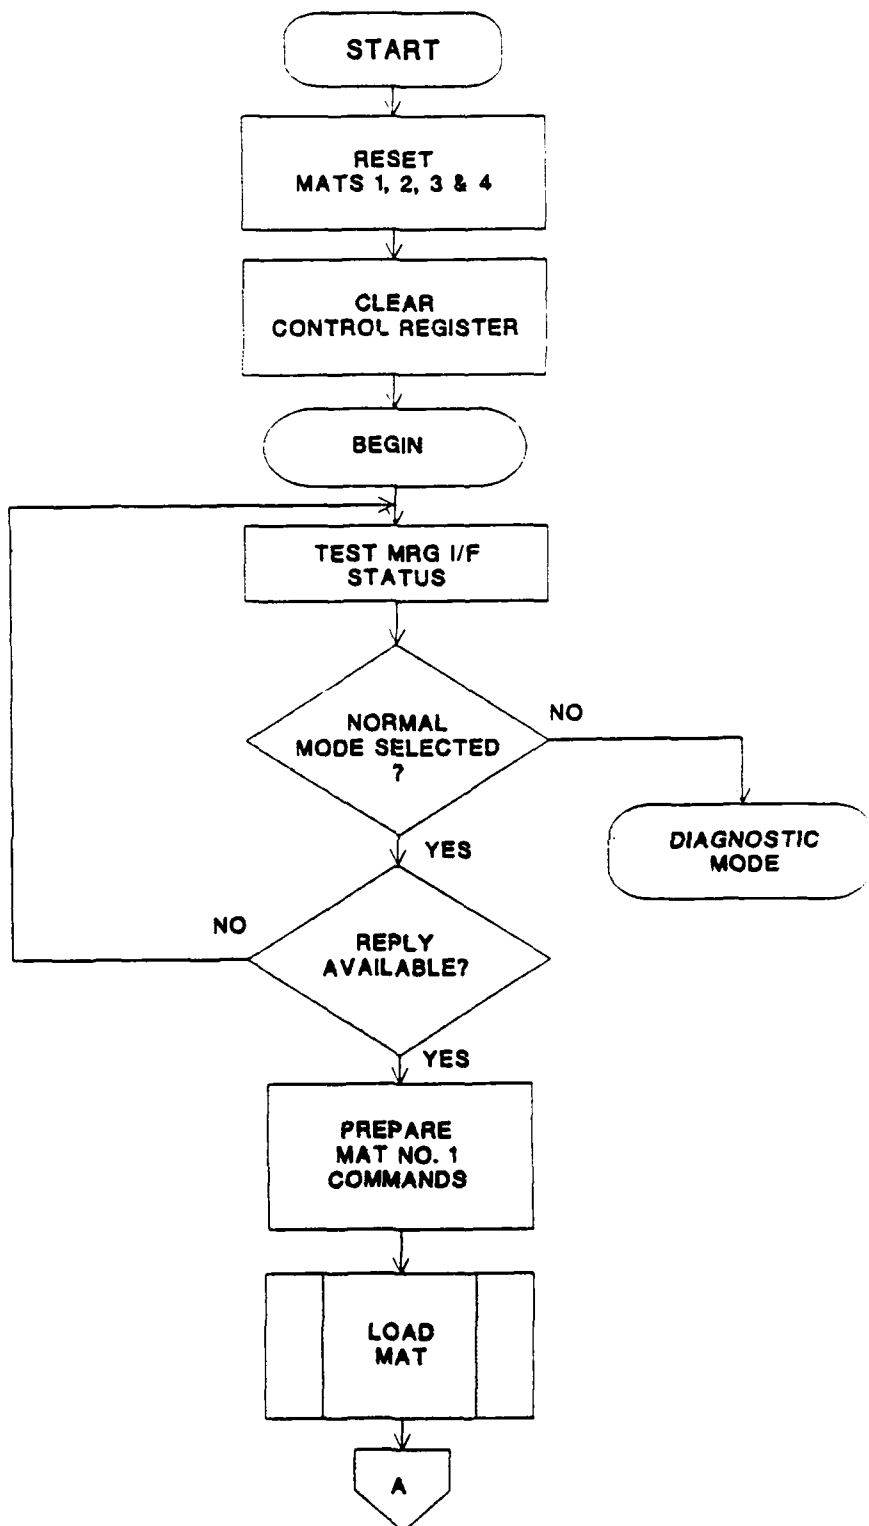 START
RESET
MATS 1, 2, 3 & 4
CLEAR
CONTROL REGISTER
BEGIN
TEST MRG I/F
STATUS
NORMAL
MODE SELECTED
?
NO
DIAGNOSTIC
MODE
YES
NO
REPLY
AVAILABLE?
YES
PREPARE
MAT NO. 1
COMMANDS
LOAD
MAT
A